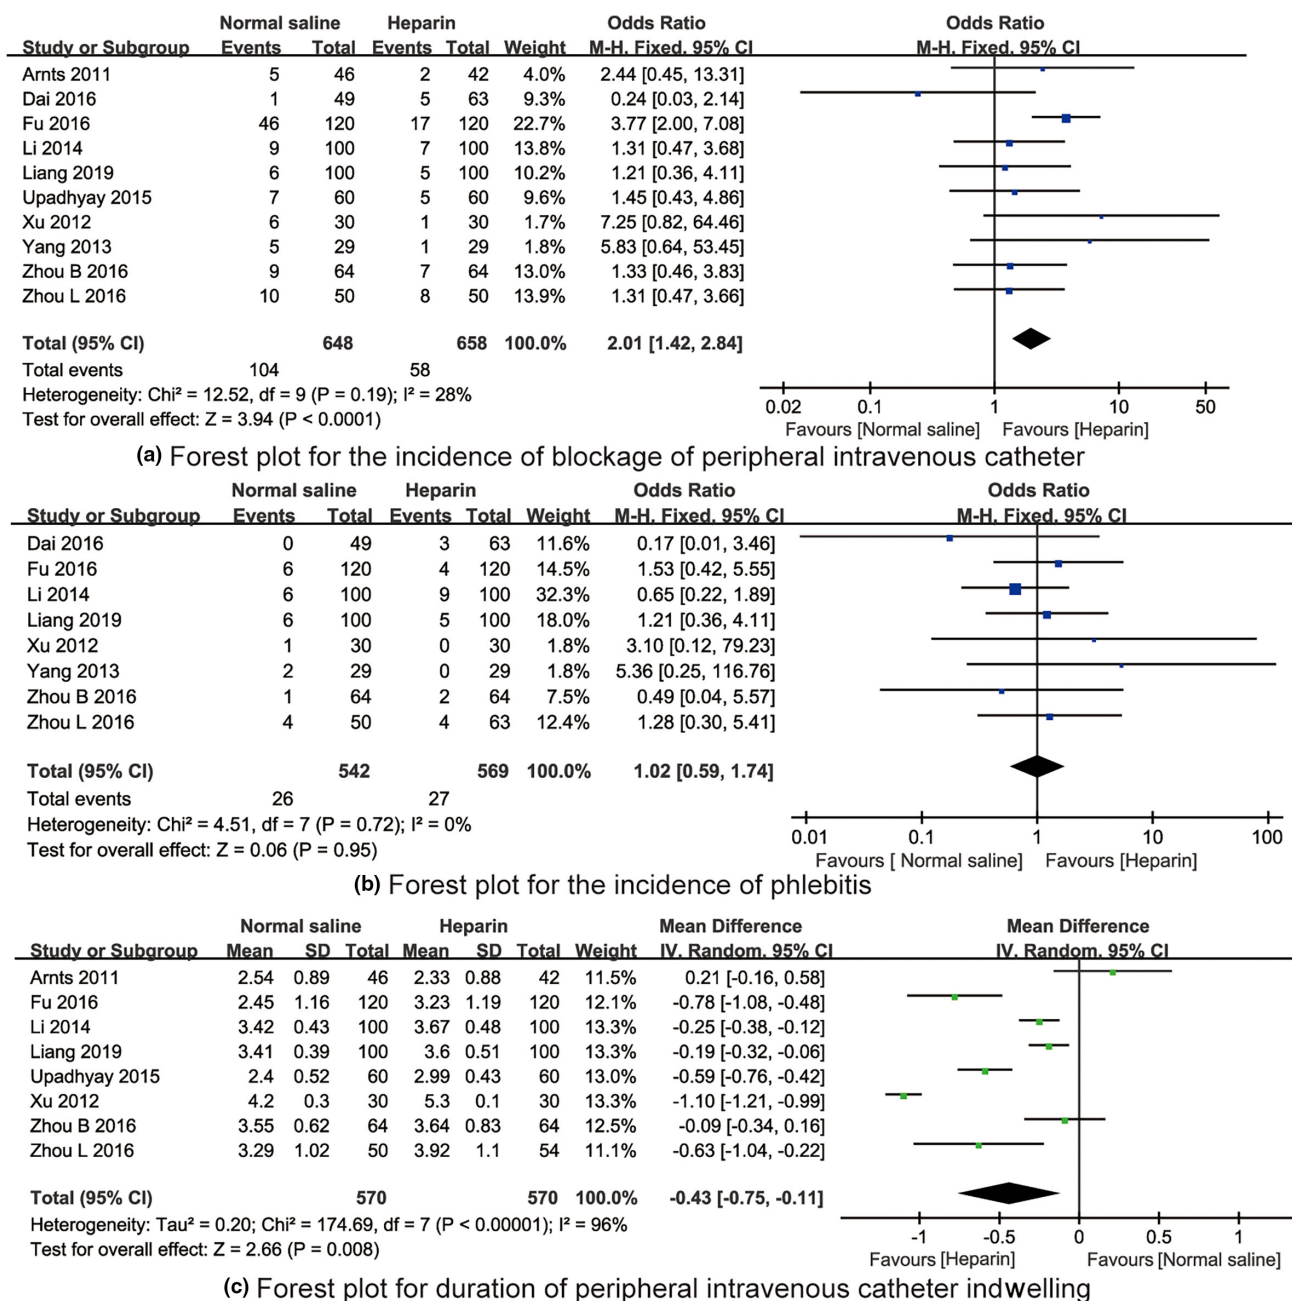 Normal saline Heparin Odds Ratio Odds Ratio
Study or Subgroup Events Total Events Total Weight M-H. Fixed. 95% CI M-H. Fixed. 95% CI
Arnts 2011 5 46 2 42 4.0% 2.44 [0.45, 13.31]
Dai 2016 1 49 5 63 9.3% 0.24 [0.03, 2.14]
Fu 2016 46 120 17 120 22.7% 3.77 [2.00, 7.08]
Li 2014 9 100 7 100 13.8% 1.31 [0.47, 3.68]
Liang 2019 6 100 5 100 10.2% 1.21 [0.36, 4.11]
Upadhyay 2015 7 60 5 60 9.6% 1.45 [0.43, 4.86]
Xu 2012 6 30 1 30 1.7% 7.25 [0.82, 64.46]
Yang 2013 5 29 1 29 1.8% 5.83 [0.64, 53.45]
Zhou B 2016 9 64 7 64 13.0% 1.33 [0.46, 3.83]
Zhou L 2016 10 50 8 50 13.9% 1.31 [0.47, 3.66]
Total (95% CI) 648 658 100.0% 2.01 [1.42, 2.84]
Total events 104 58
Heterogeneity: Chi² = 12.52, df = 9 (P = 0.19); I² = 28%
Test for overall effect: Z = 3.94 (P < 0.0001)
0.02 0.1 1 10 50
Favours [Normal saline] Favours [Heparin]
(a) Forest plot for the incidence of blockage of peripheral intravenous catheter
Normal saline Heparin Odds Ratio Odds Ratio
Study or Subgroup Events Total Events Total Weight M-H. Fixed. 95% CI M-H. Fixed. 95% CI
Dai 2016 0 49 3 63 11.6% 0.17 [0.01, 3.46]
Fu 2016 6 120 4 120 14.5% 1.53 [0.42, 5.55]
Li 2014 6 100 9 100 32.3% 0.65 [0.22, 1.89]
Liang 2019 6 100 5 100 18.0% 1.21 [0.36, 4.11]
Xu 2012 1 30 0 30 1.8% 3.10 [0.12, 79.23]
Yang 2013 2 29 0 29 1.8% 5.36 [0.25, 116.76]
Zhou B 2016 1 64 2 64 7.5% 0.49 [0.04, 5.57]
Zhou L 2016 4 50 4 63 12.4% 1.28 [0.30, 5.41]
Total (95% CI) 542 569 100.0% 1.02 [0.59, 1.74]
Total events 26 27
Heterogeneity: Chi² = 4.51, df = 7 (P = 0.72); I² = 0%
Test for overall effect: Z = 0.06 (P = 0.95)
0.01 0.1 1 10 100
Favours [ Normal saline] Favours [Heparin]
(b) Forest plot for the incidence of phlebitis
Normal saline Heparin Mean Difference Mean Difference
Study or Subgroup Mean SD Total Mean SD Total Weight IV. Random. 95% CI IV. Random. 95% CI
Arnts 2011 2.54 0.89 46 2.33 0.88 42 11.5% 0.21 [-0.16, 0.58]
Fu 2016 2.45 1.16 120 3.23 1.19 120 12.1% -0.78 [-1.08, -0.48]
Li 2014 3.42 0.43 100 3.67 0.48 100 13.3% -0.25 [-0.38, -0.12]
Liang 2019 3.41 0.39 100 3.6 0.51 100 13.3% -0.19 [-0.32, -0.06]
Upadhyay 2015 2.4 0.52 60 2.99 0.43 60 13.0% -0.59 [-0.76, -0.42]
Xu 2012 4.2 0.3 30 5.3 0.1 30 13.3% -1.10 [-1.21, -0.99]
Zhou B 2016 3.55 0.62 64 3.64 0.83 64 12.5% -0.09 [-0.34, 0.16]
Zhou L 2016 3.29 1.02 50 3.92 1.1 54 11.1% -0.63 [-1.04, -0.22]
Total (95% CI) 570 570 100.0% -0.43 [-0.75, -0.11]
Heterogeneity: Tau² = 0.20; Chi² = 174.69, df = 7 (P < 0.00001); I² = 96%
Test for overall effect: Z = 2.66 (P = 0.008)
-1 -0.5 0 0.5 1
Favours [Heparin] Favours [Normal saline]
(c) Forest plot for duration of peripheral intravenous catheter indwelling